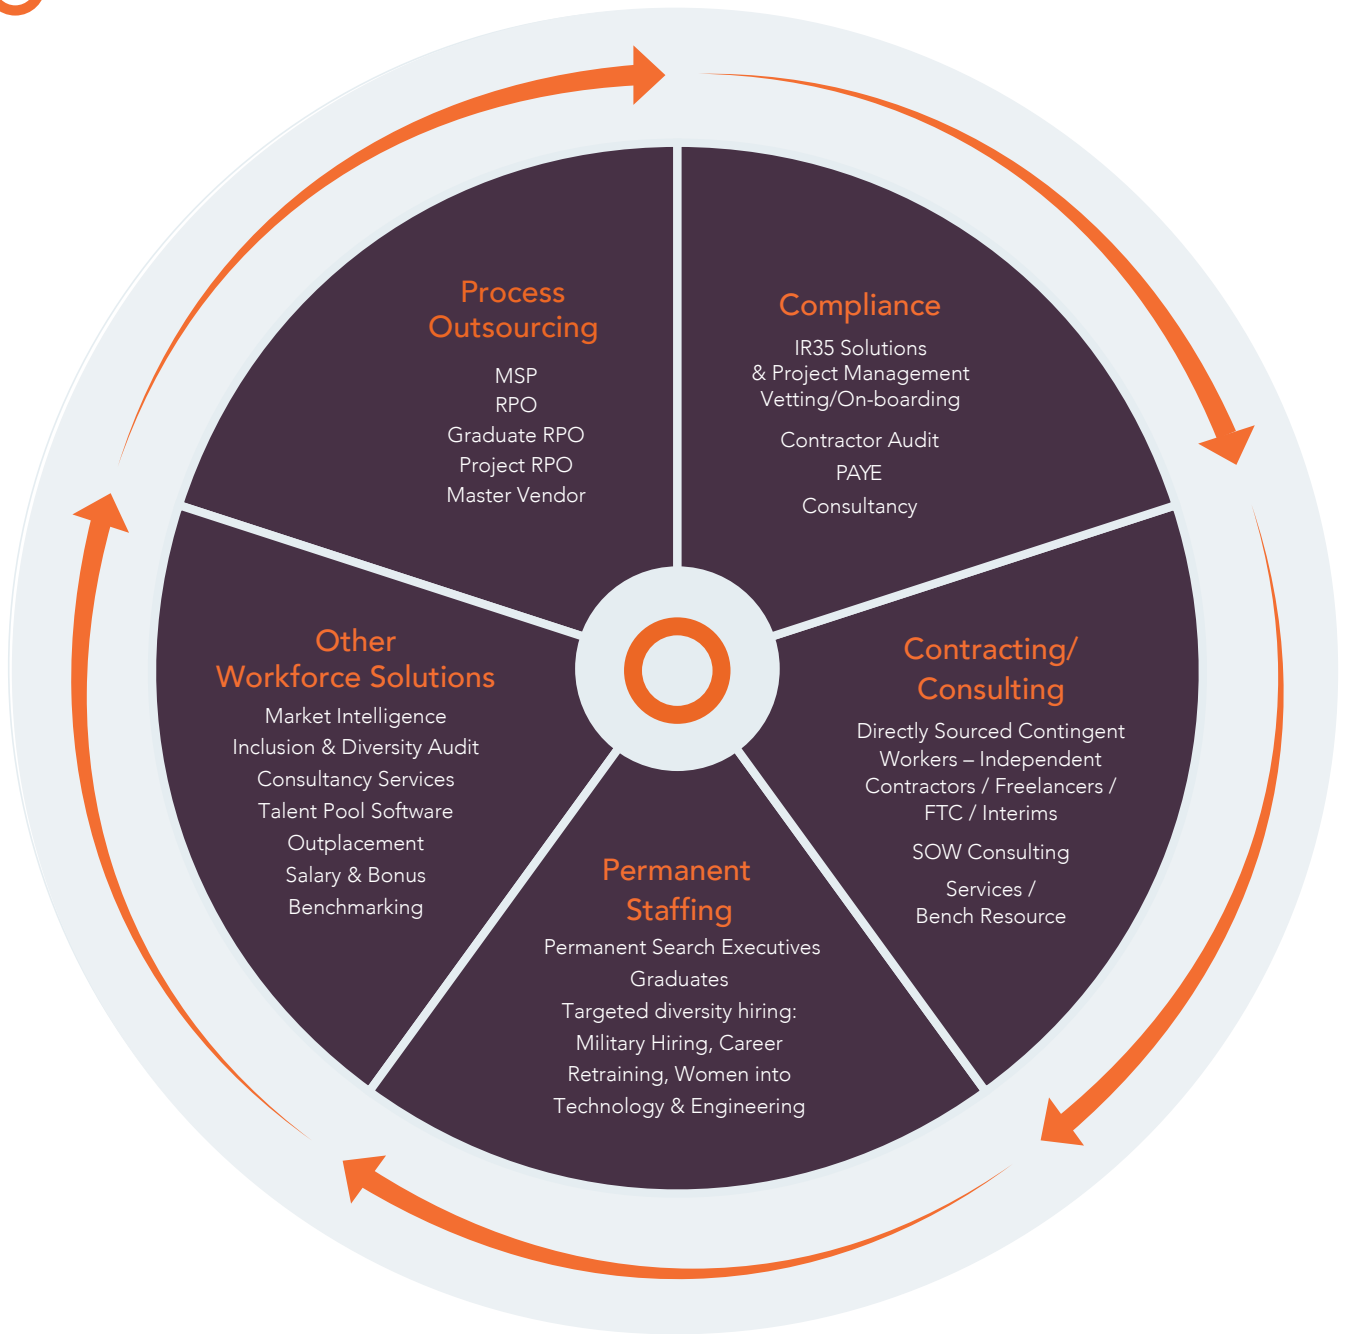 Process
Outsourcing
MSP
RPO
Graduate RPO
Project RPO
Master Vendor
Compliance
IR35 Solutions
& Project Management
Vetting/On-boarding
Contractor Audit
PAYE
Consultancy
Contracting/
Consulting
Directly Sourced Contingent
Workers – Independent
Contractors / Freelancers /
FTC / Interims
SOW Consulting
Services /
Bench Resource
Permanent
Staffing
Permanent Search Executives
Graduates
Targeted diversity hiring:
Military Hiring, Career
Retraining, Women into
Technology & Engineering
Other
Workforce Solutions
Market Intelligence
Inclusion & Diversity Audit
Consultancy Services
Talent Pool Software
Outplacement
Salary & Bonus
Benchmarking